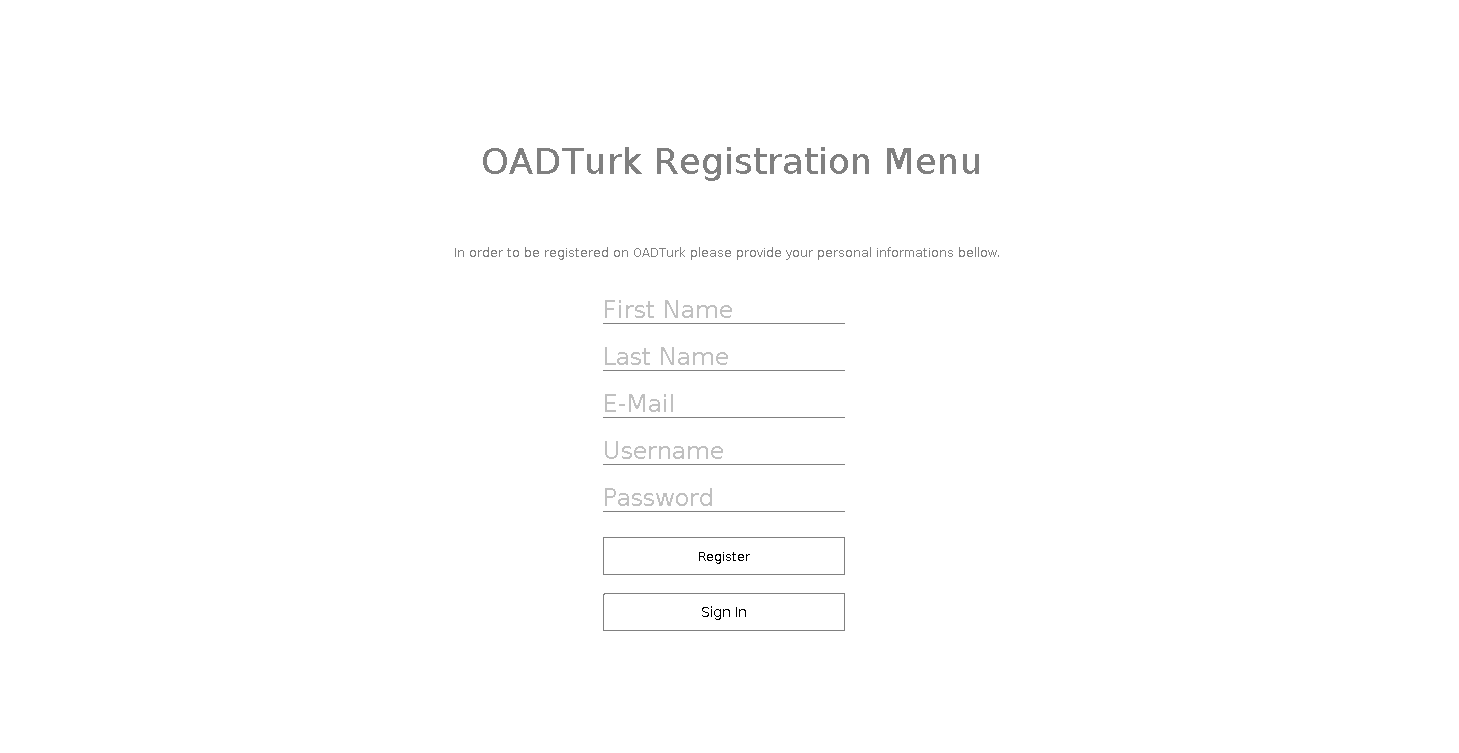 OADTurk Registration Menu
In order to be registered on OADTurk please provide your personal informations bellow.
First Name
Last Name
E-Mail
Username
Password
Register
Sign In